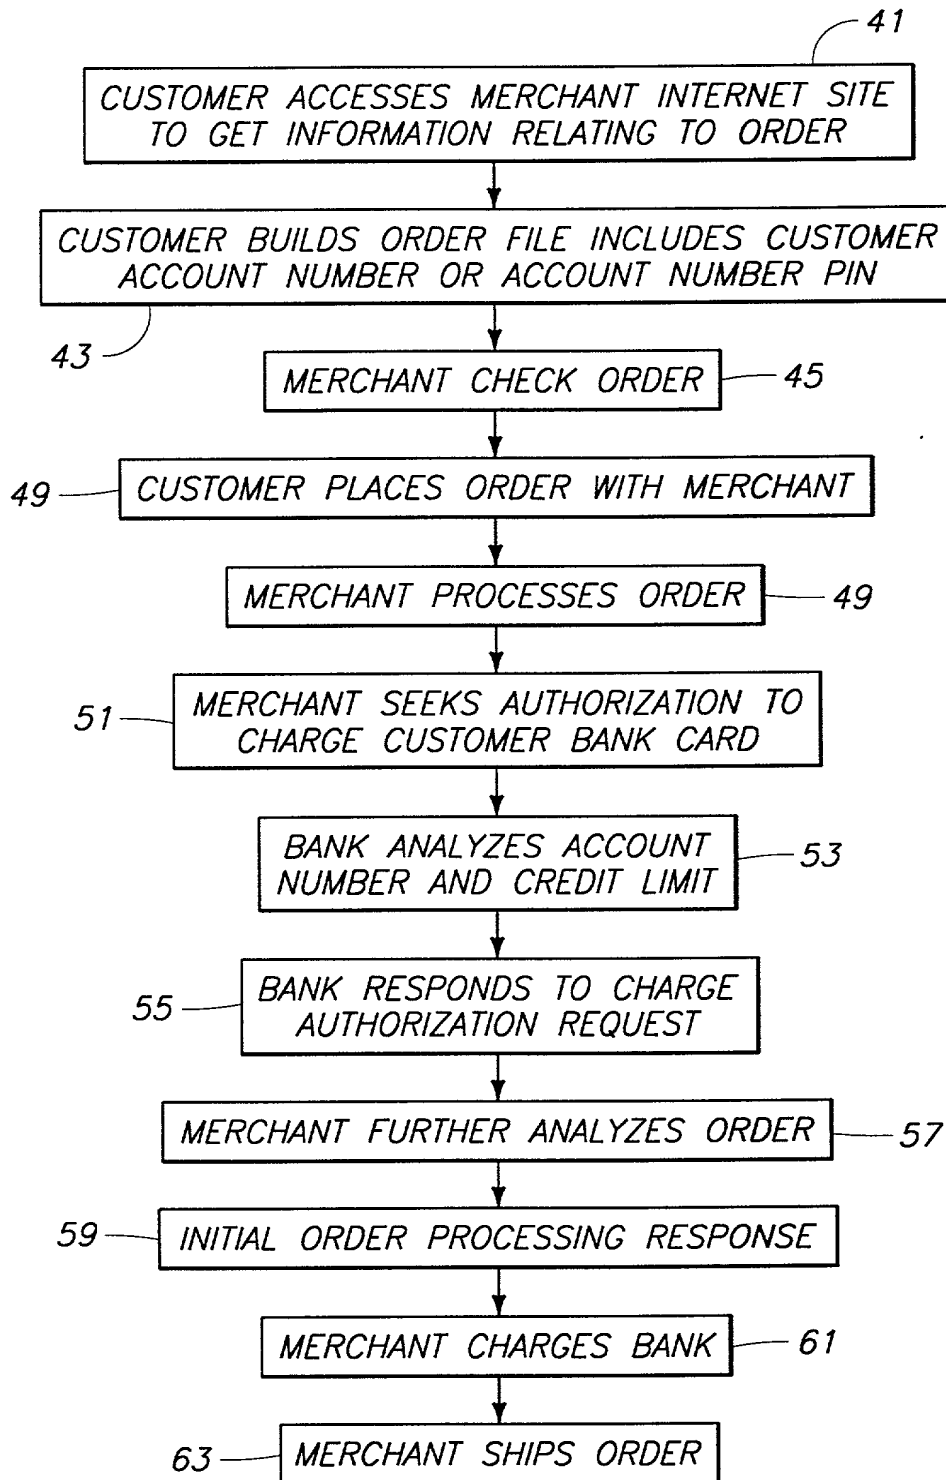 41
CUSTOMER ACCESSES MERCHANT INTERNET SITE
TO GET INFORMATION RELATING TO ORDER
CUSTOMER BUILDS ORDER FILE INCLUDES CUSTOMER
ACCOUNT NUMBER OR ACCOUNT NUMBER PIN
43
MERCHANT CHECK ORDER
45
49
CUSTOMER PLACES ORDER WITH MERCHANT
MERCHANT PROCESSES ORDER
49
51
MERCHANT SEEKS AUTHORIZATION TO
CHARGE CUSTOMER BANK CARD
BANK ANALYZES ACCOUNT
NUMBER AND CREDIT LIMIT
53
55
BANK RESPONDS TO CHARGE
AUTHORIZATION REQUEST
MERCHANT FURTHER ANALYZES ORDER
57
59
INITIAL ORDER PROCESSING RESPONSE
MERCHANT CHARGES BANK
61
63
MERCHANT SHIPS ORDER